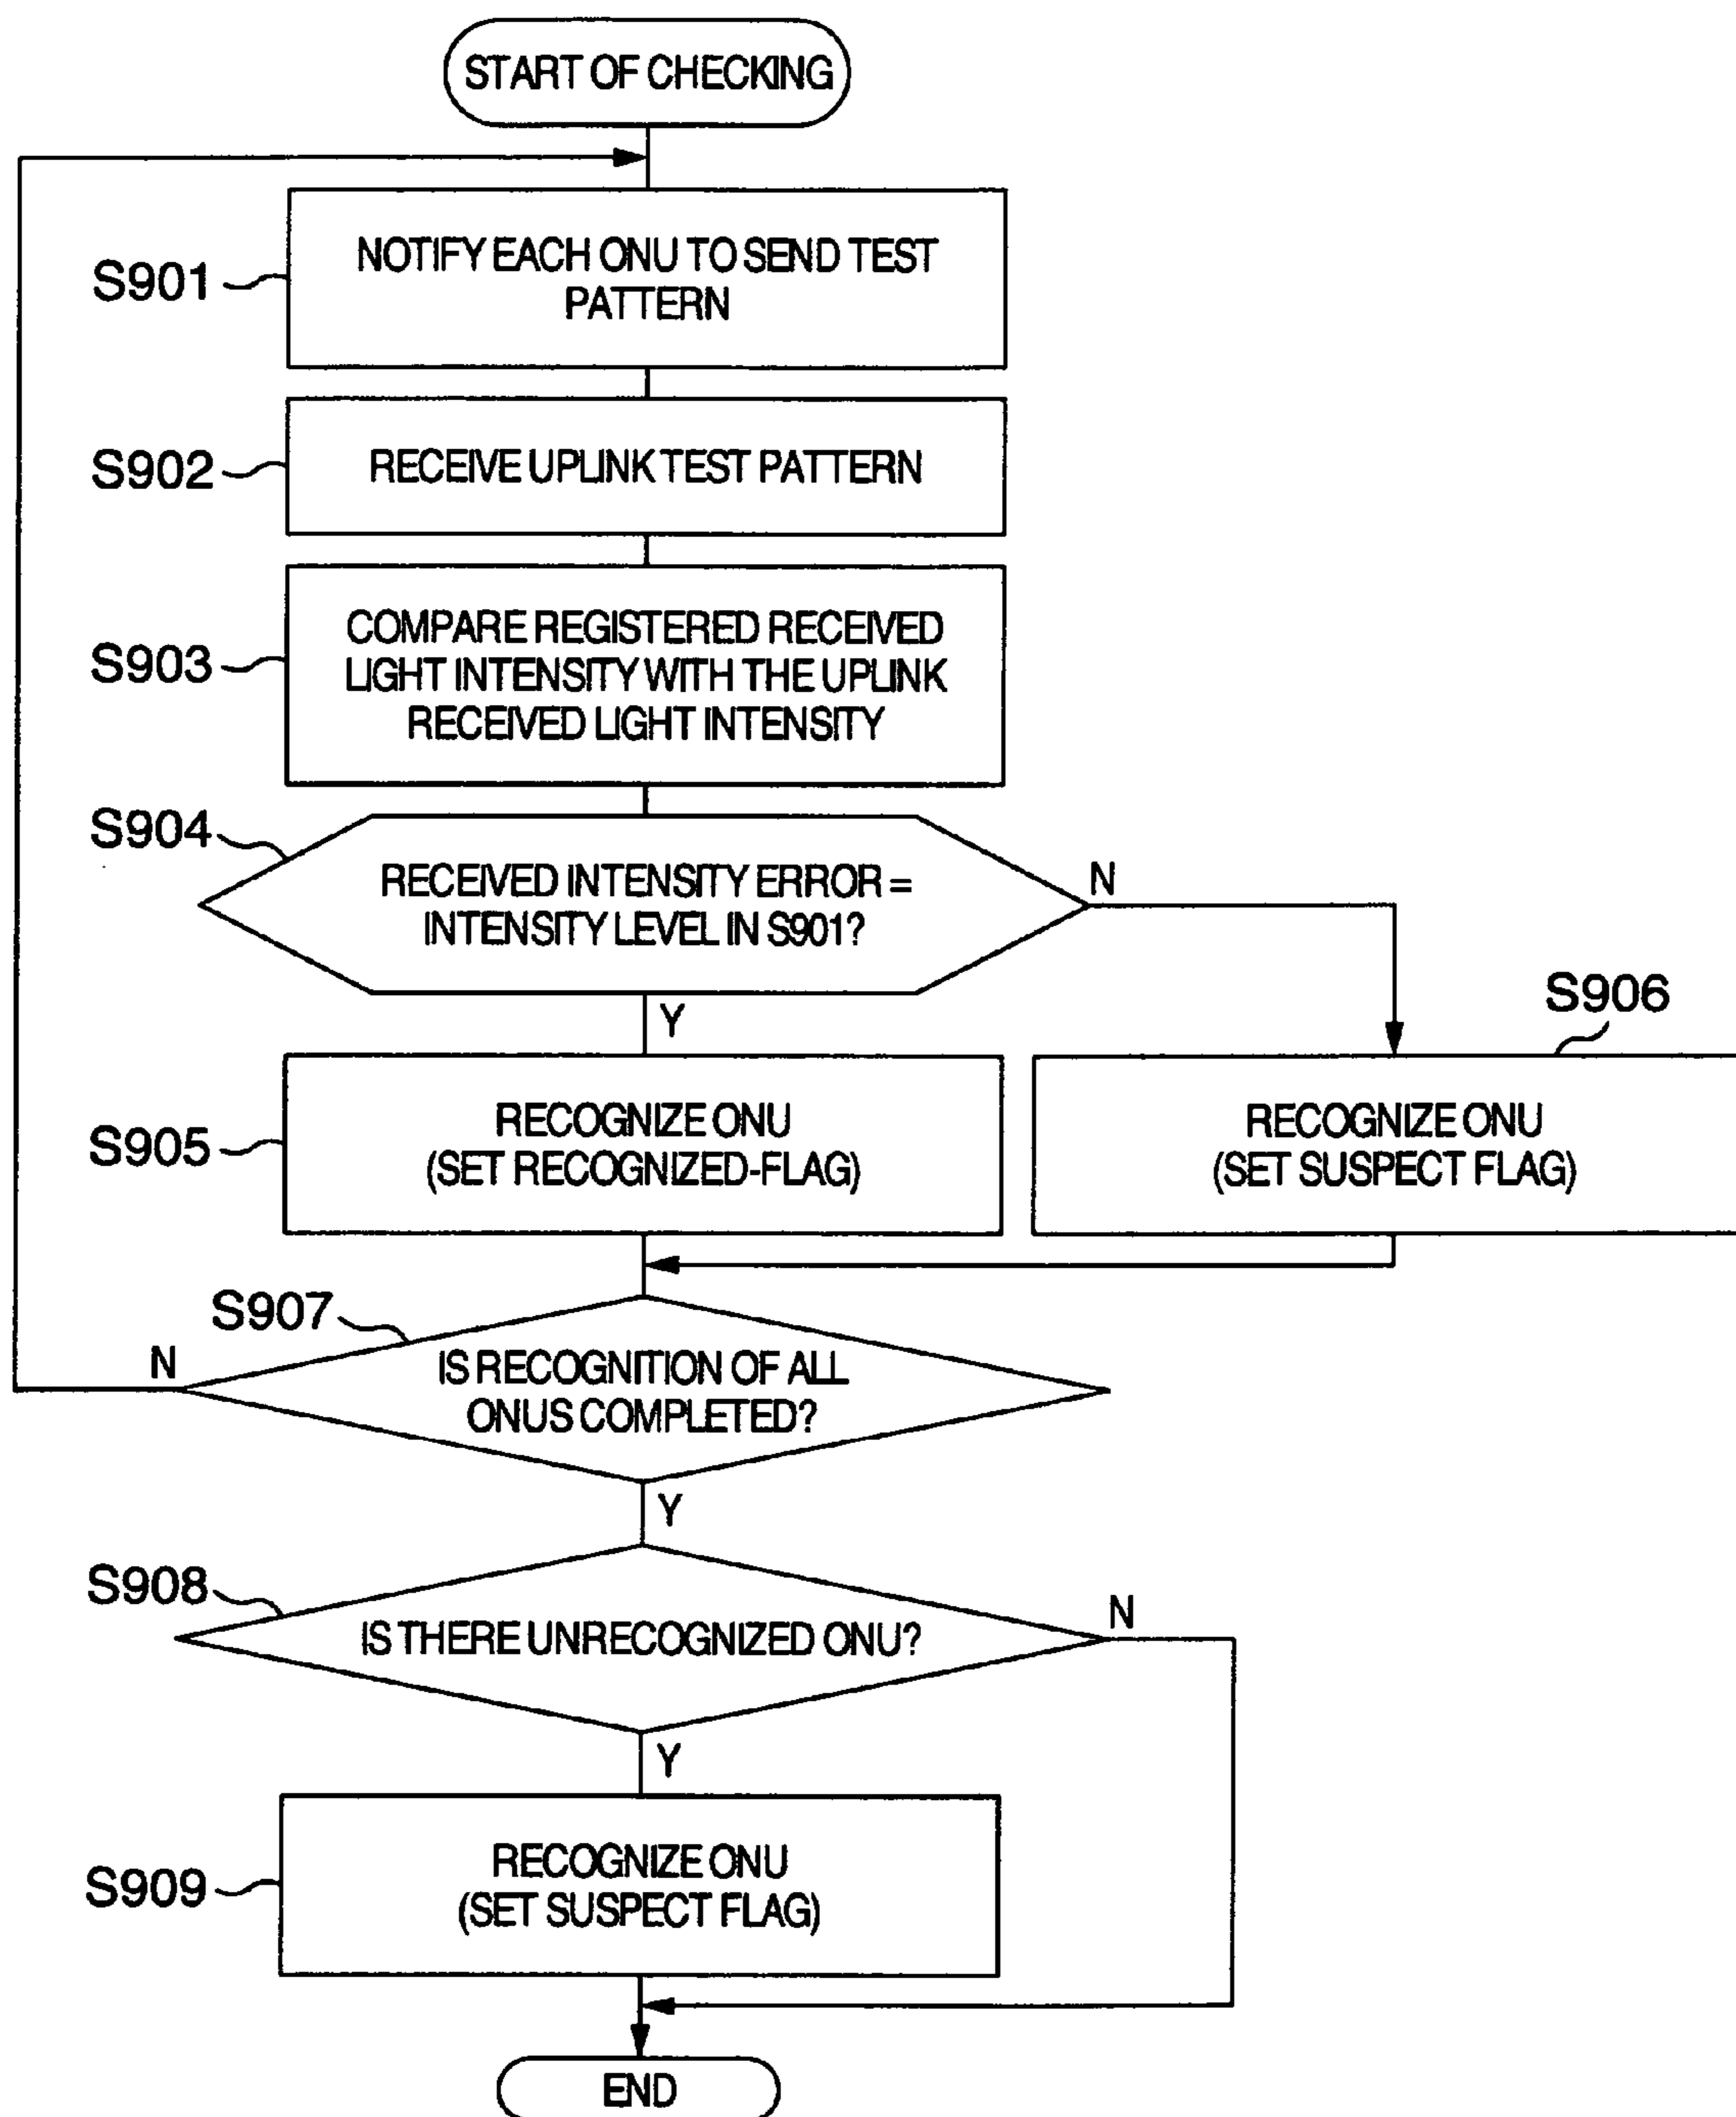 START OF CHECKING
S901
NOTIFY EACH ONU TO SEND TEST
PATTERN
S902
RECEIVE UPLINK TEST PATTERN
S903
COMPARE REGISTERED RECEIVED
LIGHT INTENSITY WITH THE UPLINK
RECEIVED LIGHT INTENSITY
S904
RECEIVED INTENSITY ERROR =
INTENSITY LEVEL IN S901?
N
Y
S906
S905
RECOGNIZE ONU
(SET RECOGNIZED-FLAG)
RECOGNIZE ONU
(SET SUSPECT FLAG)
S907
N
IS RECOGNITION OF ALL
ONUS COMPLETED?
Y
S908
IS THERE UNRECOGNIZED ONU?
N
Y
S909
RECOGNIZE ONU
(SET SUSPECT FLAG)
END